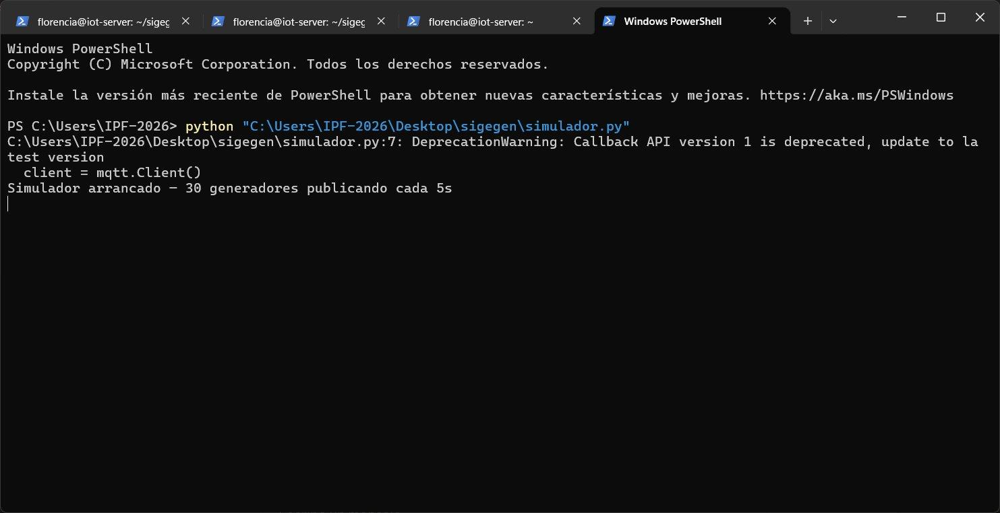 florencia@iot-server: ~/sigeg
florencia@iot-server: ~/sigeg
florencia@iot-server: ~
Windows PowerShell
Windows PowerShell
Copyright (C) Microsoft Corporation. Todos los derechos reservados.
Instale la versión más reciente de PowerShell para obtener nuevas características y mejoras. https://aka.ms/PSWindows
PS C:\Users\IPF-2026> python "C:\Users\IPF-2026\Desktop\sigegen\simulador.py"
C:\Users\IPF-2026\Desktop\sigegen\simulador.py:7: DeprecationWarning: Callback API version 1 is deprecated, update to la
test version
  client = mqtt.Client()
Simulador arrancado — 30 generadores publicando cada 5s